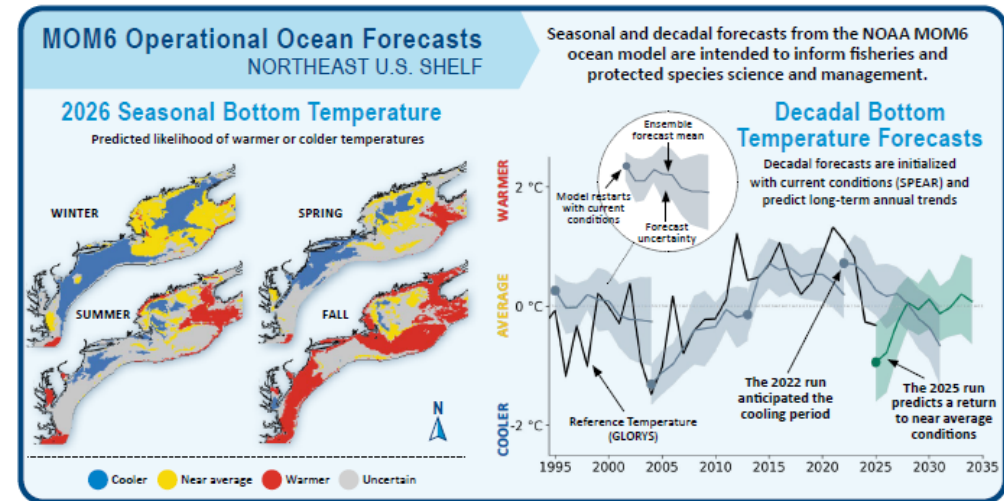 MOM6 Operational Ocean Forecasts
NORTHEAST U.S. SHELF
Seasonal and decadal forecasts from the NOAA MOM6
ocean model are intended to inform fisheries and
protected species science and management.
2026 Seasonal Bottom Temperature
Predicted likelihood of warmer or colder temperatures
WINTER
SPRING
SUMMER
FALL
N
Cooler
Near average
Warmer
Uncertain
Decadal Bottom
Temperature Forecasts
Decadal forecasts are initialized
with current conditions (SPEAR) and
predict long-term annual trends
Ensemble
forecast mean
Model restarts
with current
conditions
Forecast
uncertainty
WARMER
AVERAGE
COOLER
2 °C
0 °C
-2 °C
Reference Temperature
(GLORYS)
The 2022 run
anticipated the
cooling period
The 2025 run
predicts a return
to near average
conditions
1995
2000
2005
2010
2015
2020
2025
2030
2035